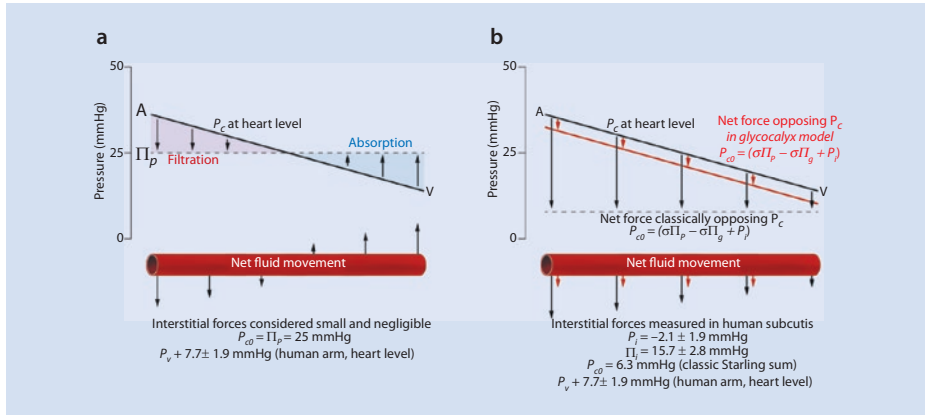 a
50
25
0
Pressure (mmHg)
A
Πp
Pc at heart level
Filtration
Absorption
V
Net fluid movement
Interstitial forces considered small and negligible
Pc0 = Πp = 25 mmHg
Pv + 7.7± 1.9 mmHg (human arm, heart level)
b
50
25
0
Pressure (mmHg)
A
Pc at heart level
Net force opposing Pc
in glycocalyx model
Pc0 = (σΠp − σΠg + Pi)
V
Net force classically opposing Pc
Pc0 = (σΠp − σΠg + Pi)
Net fluid movement
Interstitial forces measured in human subcutis
Pi = –2.1 ± 1.9 mmHg
Πi = 15.7 ± 2.8 mmHg
Pc0 = 6.3 mmHg (classic Starling sum)
Pv + 7.7± 1.9 mmHg (human arm, heart level)